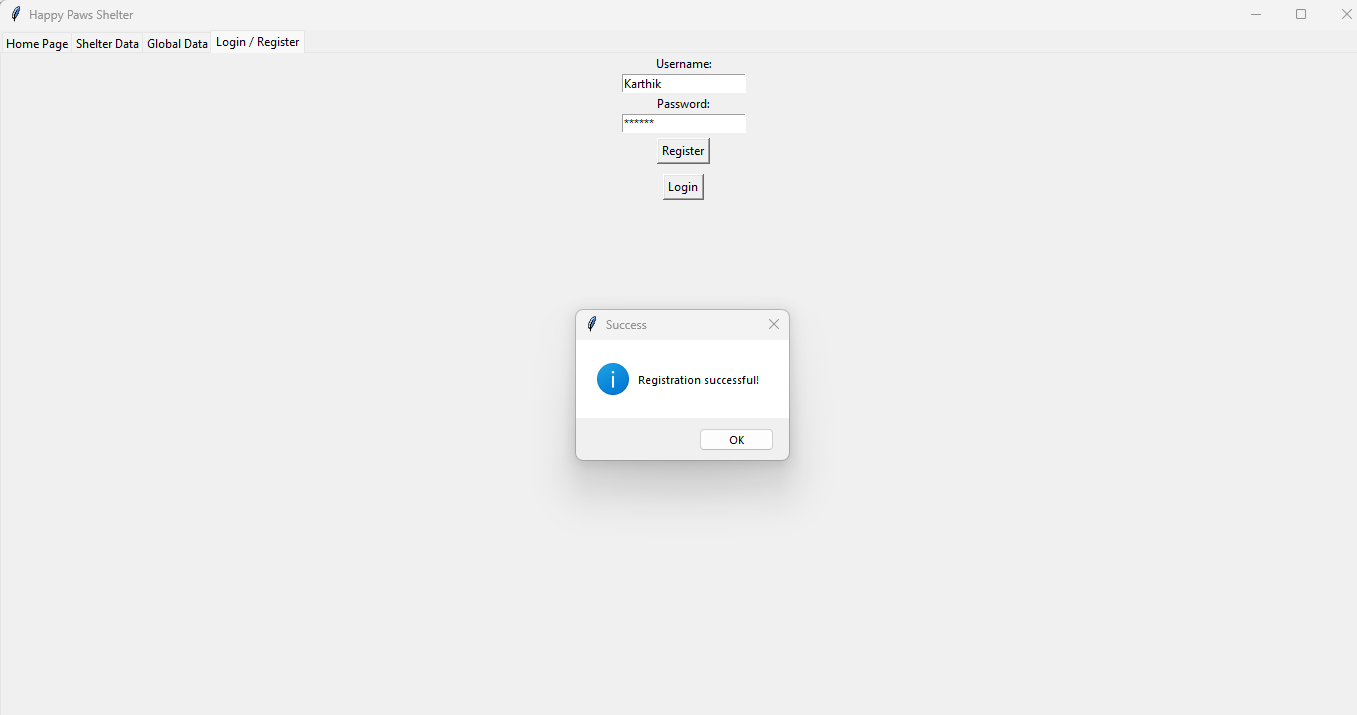 Happy Paws Shelter
Home Page Shelter Data Global Data Login / Register
Username:
Karthik
Password:
******
Register
Login
Success
Registration successful!
OK